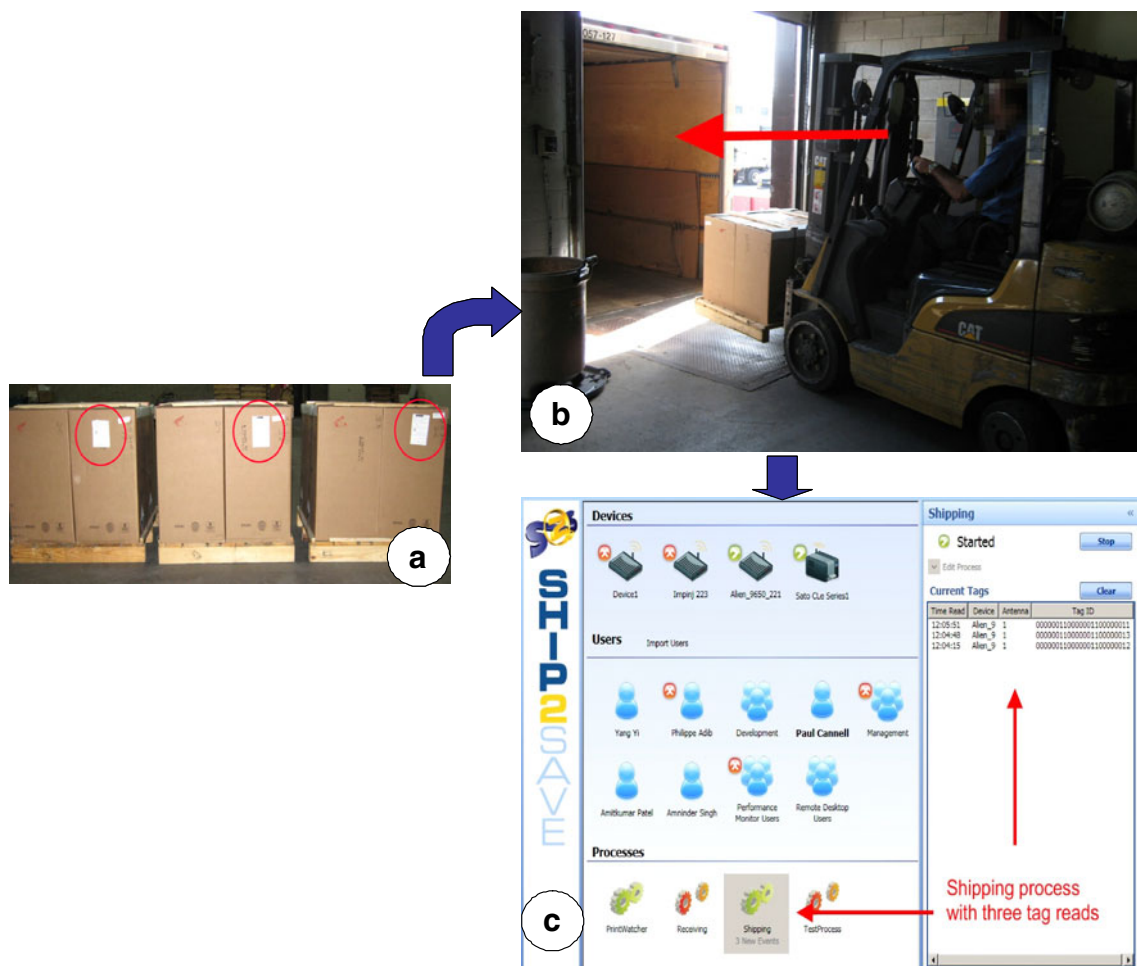 057-127
CAT
CAT
b
a
S2S
SHIP2SAVE
Devices
Device1
Impinj 223
Alien_9650_221
Sato CLe Series1
Users
Import Users
Yang Yi
Philippe Adib
Development
Paul Cannell
Management
Amitkumar Patel
Amninder Singh
Performance
Monitor Users
Remote Desktop
Users
Processes
PrintWatcher
Receiving
Shipping
3 New Events
TestProcess
c
Shipping
Started
Stop
Edit Process
Current Tags
Clear
Time Read Device Antenna Tag ID
12:05:51 Alien_9 1 000000110000001100000011
12:04:48 Alien_9 1 000000110000001100000013
12:04:15 Alien_9 1 000000110000001100000012
Shipping process
with three tag reads